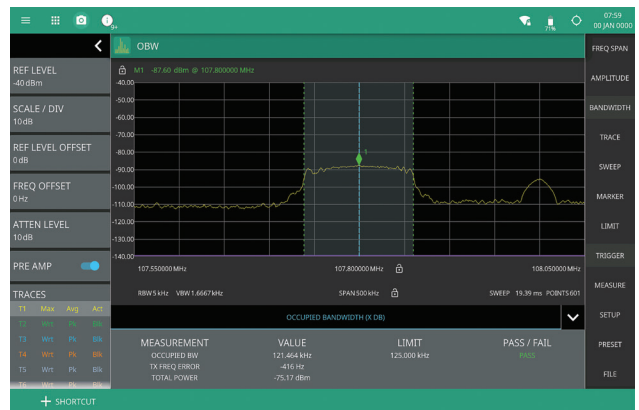 9+
71%
07:59
00 JAN 0000
OBW
FREQ SPAN
REF LEVEL
-40 dBm
M1 -87.60 dBm @ 107.800000 MHz
-40.00
AMPLITUDE
-50.00
SCALE / DIV
10 dB
-60.00
BANDWIDTH
-70.00
TRACE
REF LEVEL OFFSET
0 dB
-80.00
1
-90.00
SWEEP
FREQ OFFSET
0 Hz
-100.00
MARKER
-110.00
ATTEN LEVEL
10 dB
-120.00
LIMIT
-130.00
-140.00
TRIGGER
PRE AMP
107.550000 MHz 107.800000 MHz 108.050000 MHz
MEASURE
TRACES
RBW 5 kHz VBW 1.6667 kHz SPAN 500 kHz SWEEP 19.39 ms POINTS 601
T1 Max Avg Act
SETUP
T2 Wrt Pk Blk
OCCUPIED BANDWIDTH (X DB)
T3 Wrt Pk Blk
PRESET
T4 Wrt Pk Blk
MEASUREMENT VALUE LIMIT PASS / FAIL
OCCUPIED BW 121.464 kHz 125.000 kHz PASS
T5 Wrt Pk Blk
TX FREQ ERROR -416 Hz
FILE
TOTAL POWER -75.17 dBm
T6 Wrt Pk Blk
SHORTCUT